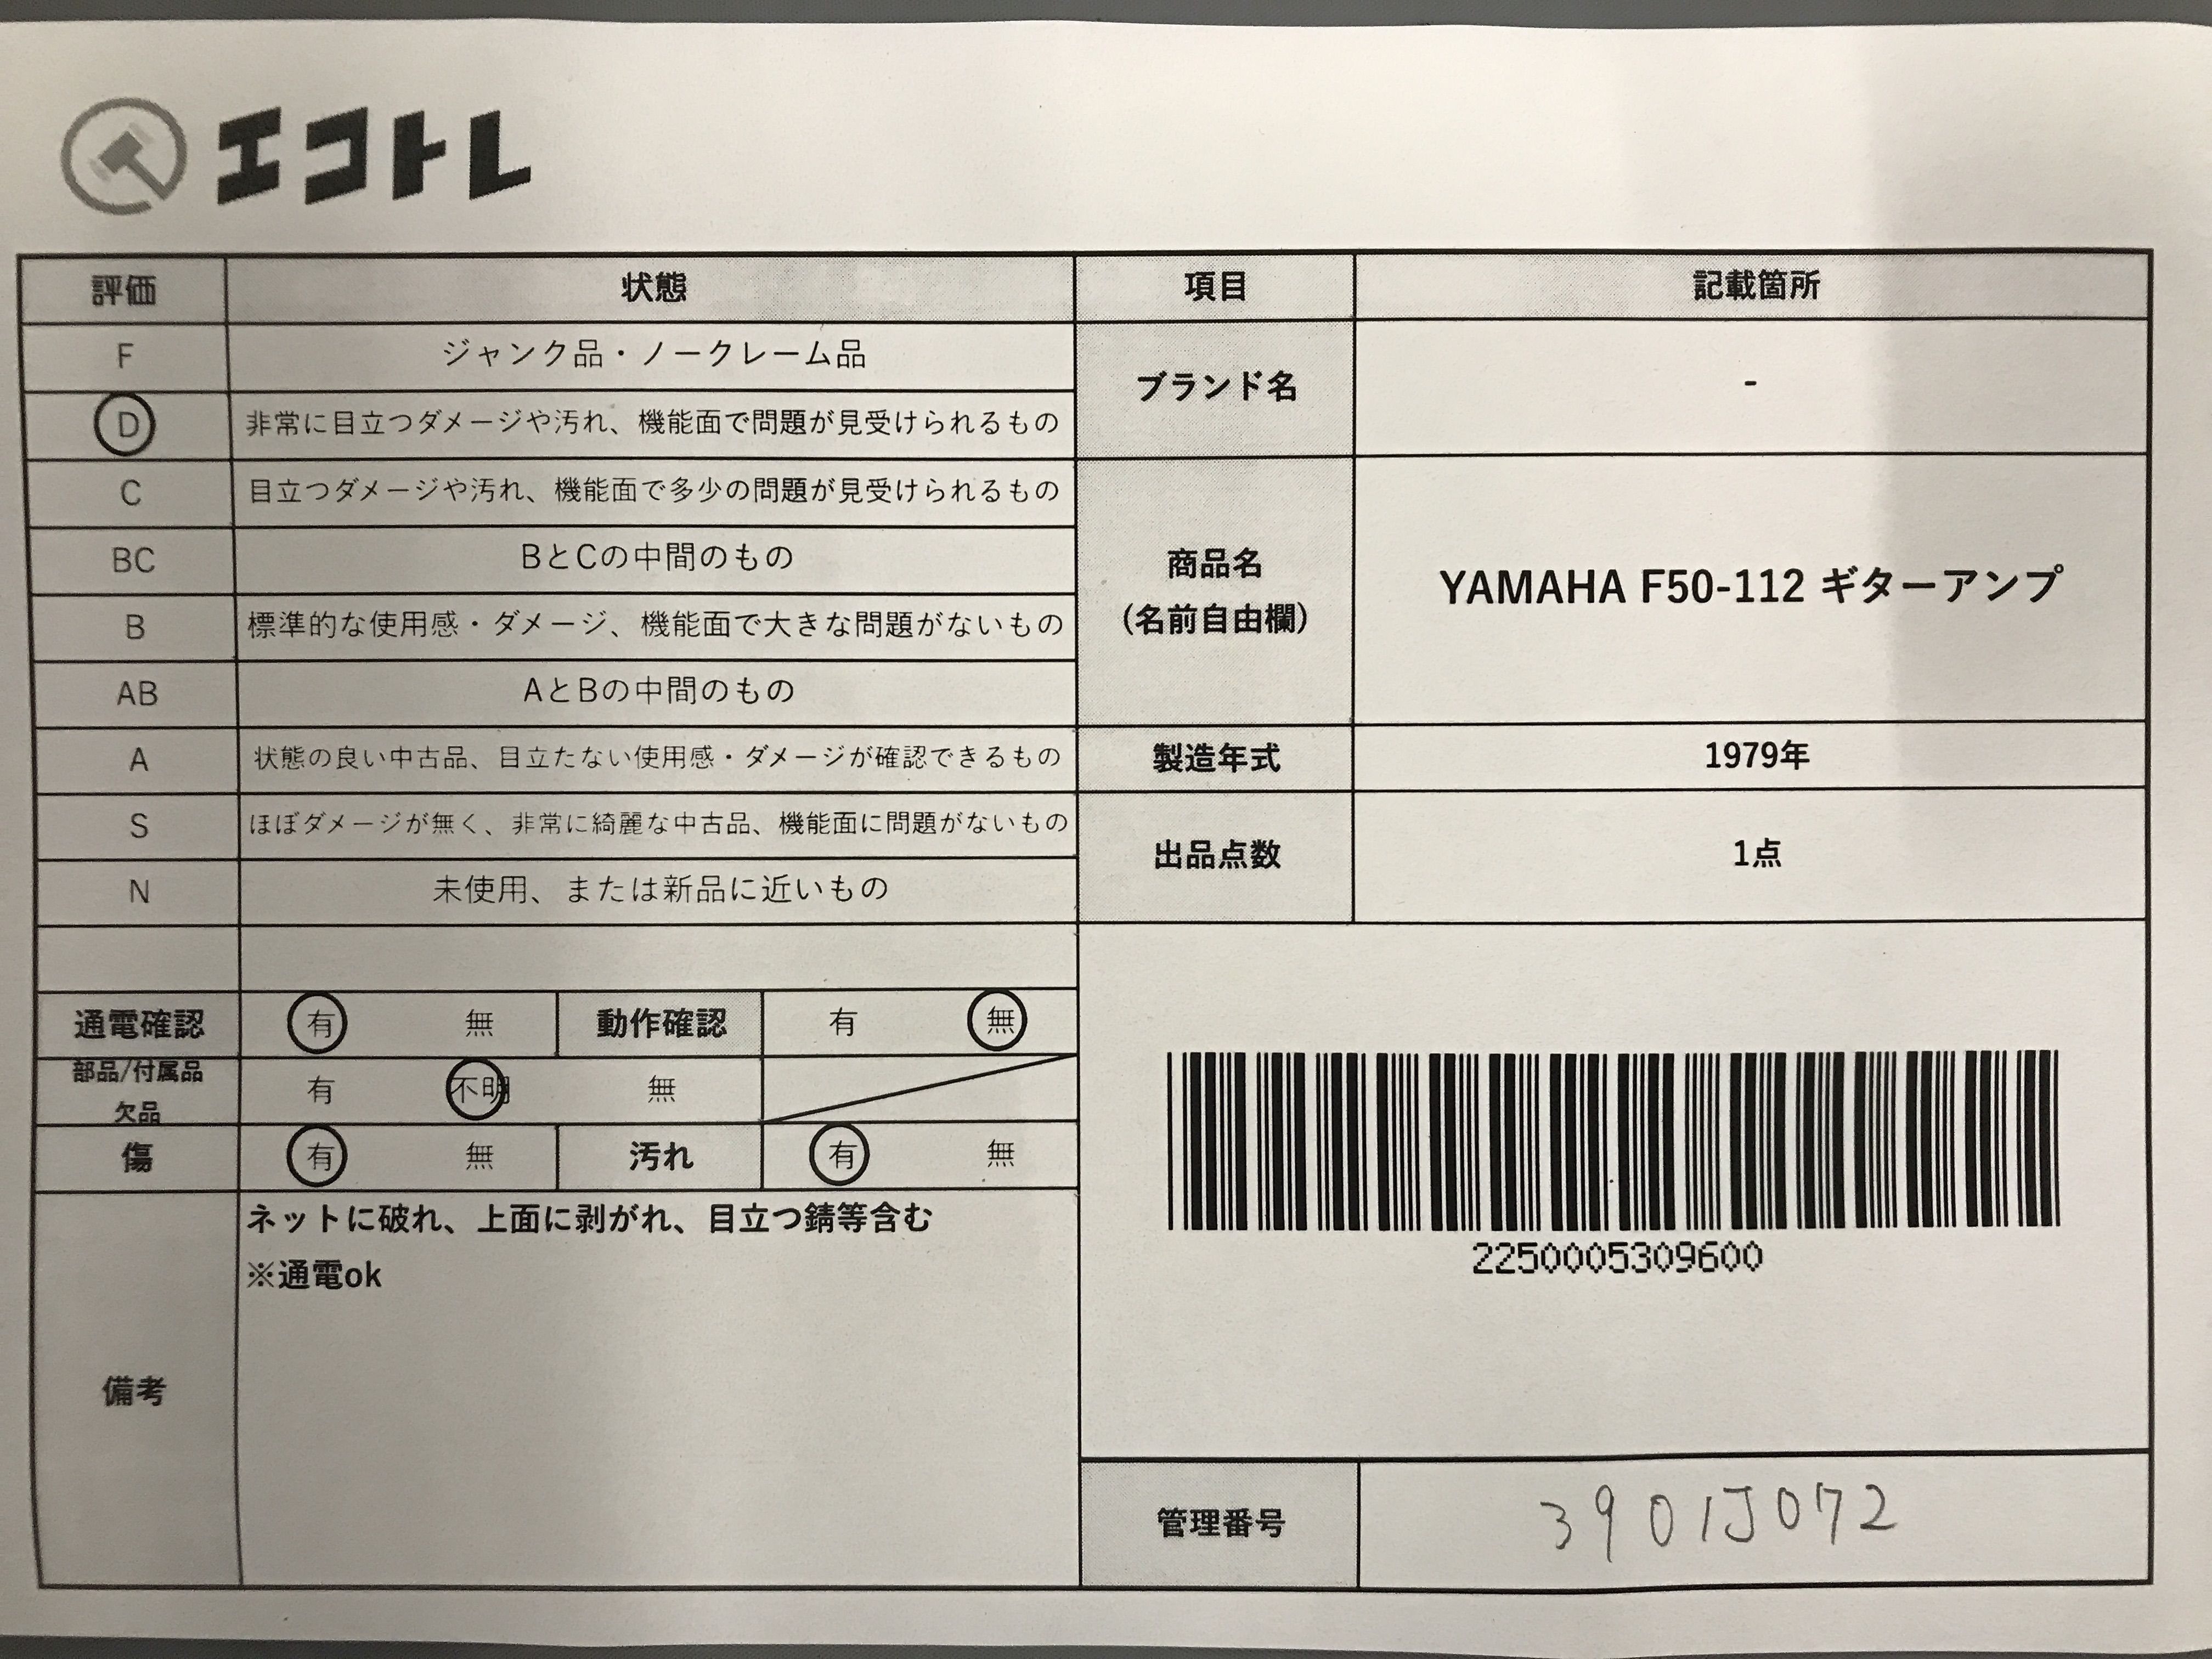 エコトレ
評価 状態 項目 記載箇所
F ジャンク品・ノークレーム品
ブランド名 -
D 非常に目立つダメージや汚れ、機能面で問題が見受けられるもの
C 目立つダメージや汚れ、機能面で多少の問題が見受けられるもの
BC BとCの中間のもの
商品名
(名前自由欄)
YAMAHA F50-112 ギターアンプ
B 標準的な使用感・ダメージ、機能面で大きな問題がないもの
AB AとBの中間のもの
A 状態の良い中古品、目立たない使用感・ダメージが確認できるもの
製造年式 1979年
S ほぼダメージが無く、非常に綺麗な中古品、機能面に問題がないもの
出品点数 1点
N 未使用、または新品に近いもの
通電確認 有 無 動作確認 有 無
部品/付属品
欠品
有 不明 無
傷 有 無 汚れ 有 無
備考
ネットに破れ、上面に剥がれ、目立つ錆等含む
※通電ok
2250005309600
管理番号 3901J072